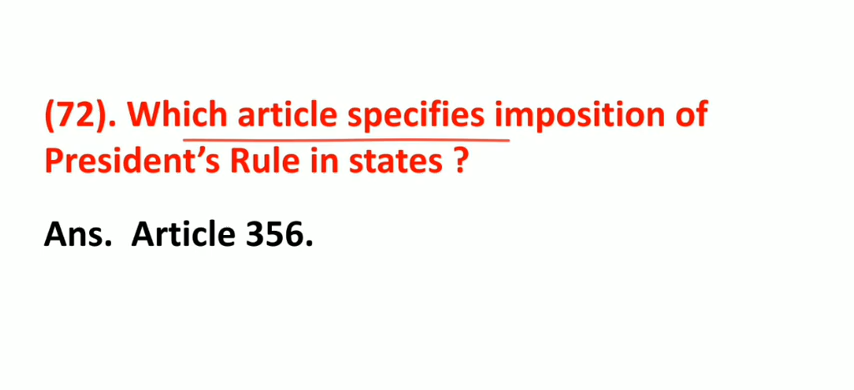 (72). Which article specifies imposition of
President’s Rule in states ?
Ans.  Article 356.